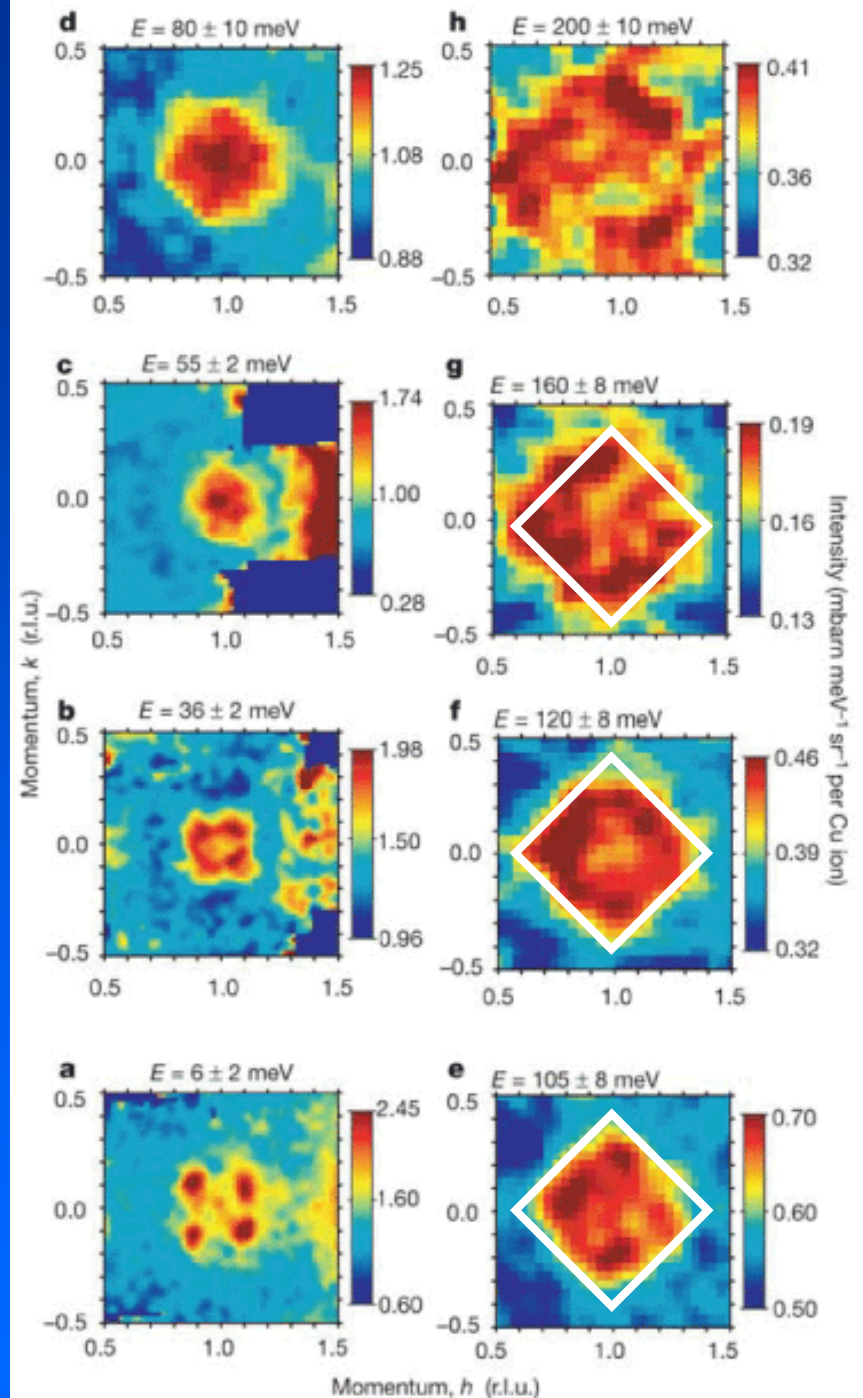 d
E = 80 ± 10 meV
0.5
0.0
−0.5
0.5 1.0 1.5
1.25
1.08
0.88
h
E = 200 ± 10 meV
0.5
0.0
−0.5
0.5 1.0 1.5
0.41
0.36
0.32
c
E= 55 ± 2 meV
0.5
0.0
−0.5
0.5 1.0 1.5
1.74
1.00
0.28
g
E = 160 ± 8 meV
0.5
0.0
−0.5
0.5 1.0 1.5
0.19
0.16
0.13
b
E = 36 ± 2 meV
0.5
0.0
−0.5
0.5 1.0 1.5
1.98
1.50
0.96
f
E = 120 ± 8 meV
0.5
0.0
−0.5
0.5 1.0 1.5
0.46
0.39
0.32
a
E = 6 ± 2 meV
0.5
0.0
−0.5
0.5 1.0 1.5
2.45
1.60
0.60
e
E = 105 ± 8 meV
0.5
0.0
−0.5
0.5 1.0 1.5
0.70
0.60
0.50
Momentum, k (r.l.u.)
Intensity (mbarn meV⁻¹ sr⁻¹ per Cu ion)
Momentum, h (r.l.u.)